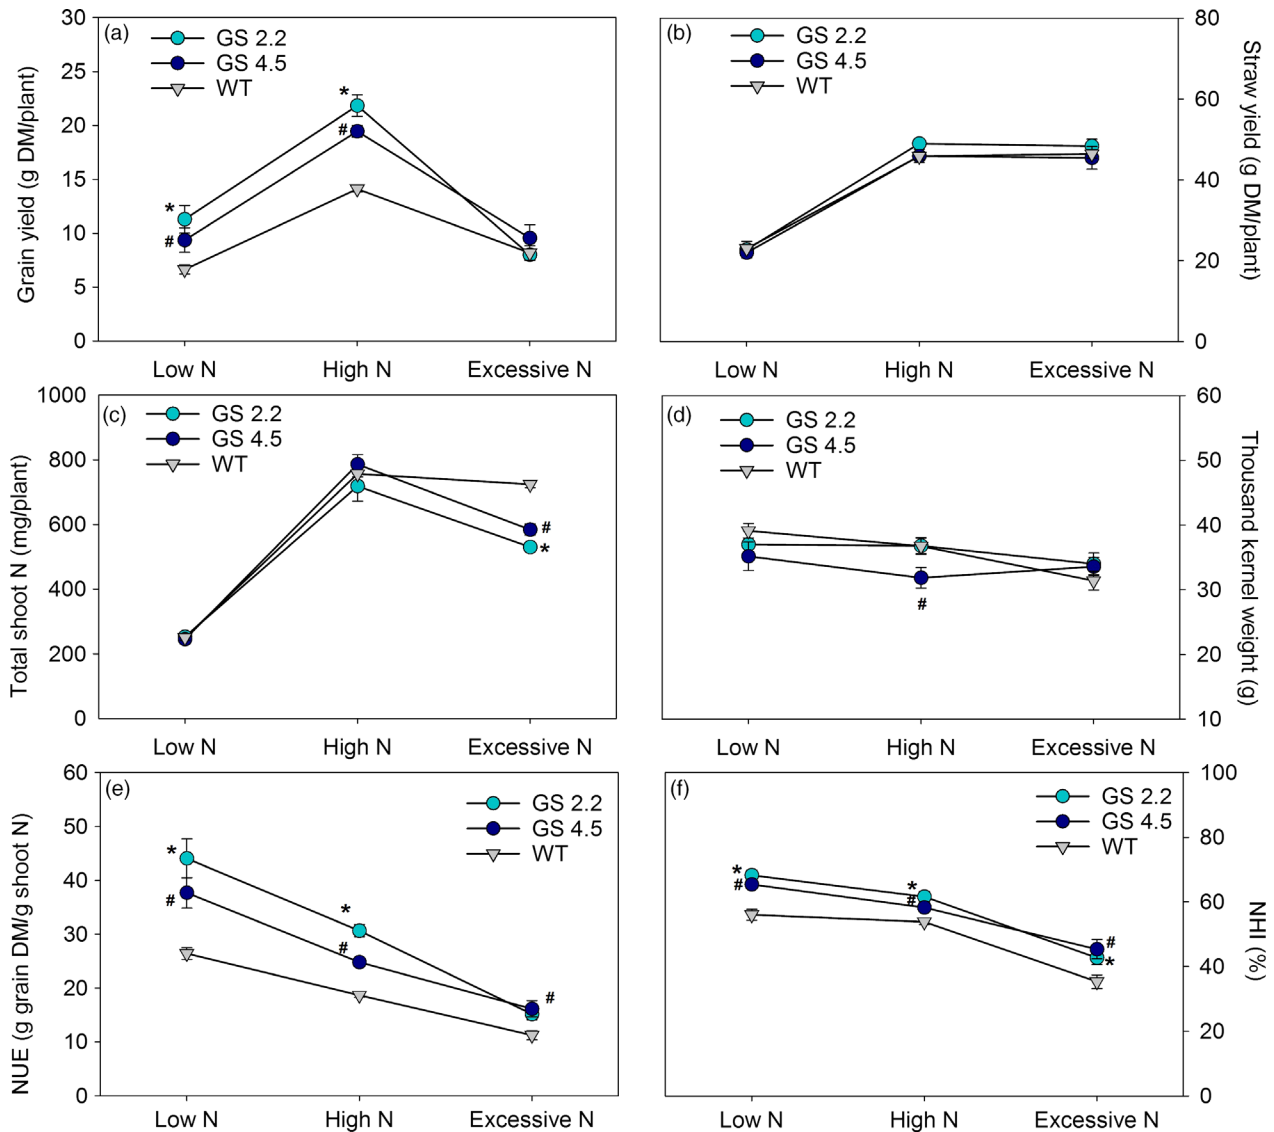 (a)
GS 2.2
GS 4.5
WT
Grain yield (g DM/plant)
30
25
20
15
10
5
0
*
#
*
#
Low N
High N
Excessive N
(b)
GS 2.2
GS 4.5
WT
Straw yield (g DM/plant)
80
60
40
20
0
Low N
High N
Excessive N
(c)
GS 2.2
GS 4.5
WT
Total shoot N (mg/plant)
1000
800
600
400
200
0
#
*
Low N
High N
Excessive N
(d)
GS 2.2
GS 4.5
WT
Thousand kernel weight (g)
60
50
40
30
20
10
#
Low N
High N
Excessive N
(e)
GS 2.2
GS 4.5
WT
NUE (g grain DM/g shoot N)
60
50
40
30
20
10
0
*
#
*
#
#
Low N
High N
Excessive N
(f)
GS 2.2
GS 4.5
WT
NHI (%)
100
80
60
40
20
0
*
#
*
#
#
*
Low N
High N
Excessive N